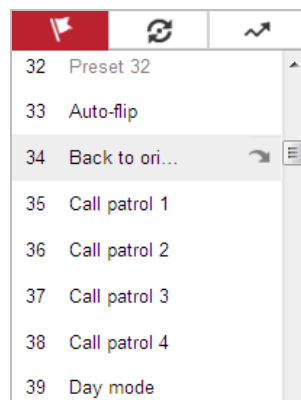 32 Preset 32
33 Auto-flip
34 Back to ori...
35 Call patrol 1
36 Call patrol 2
37 Call patrol 3
38 Call patrol 4
39 Day mode